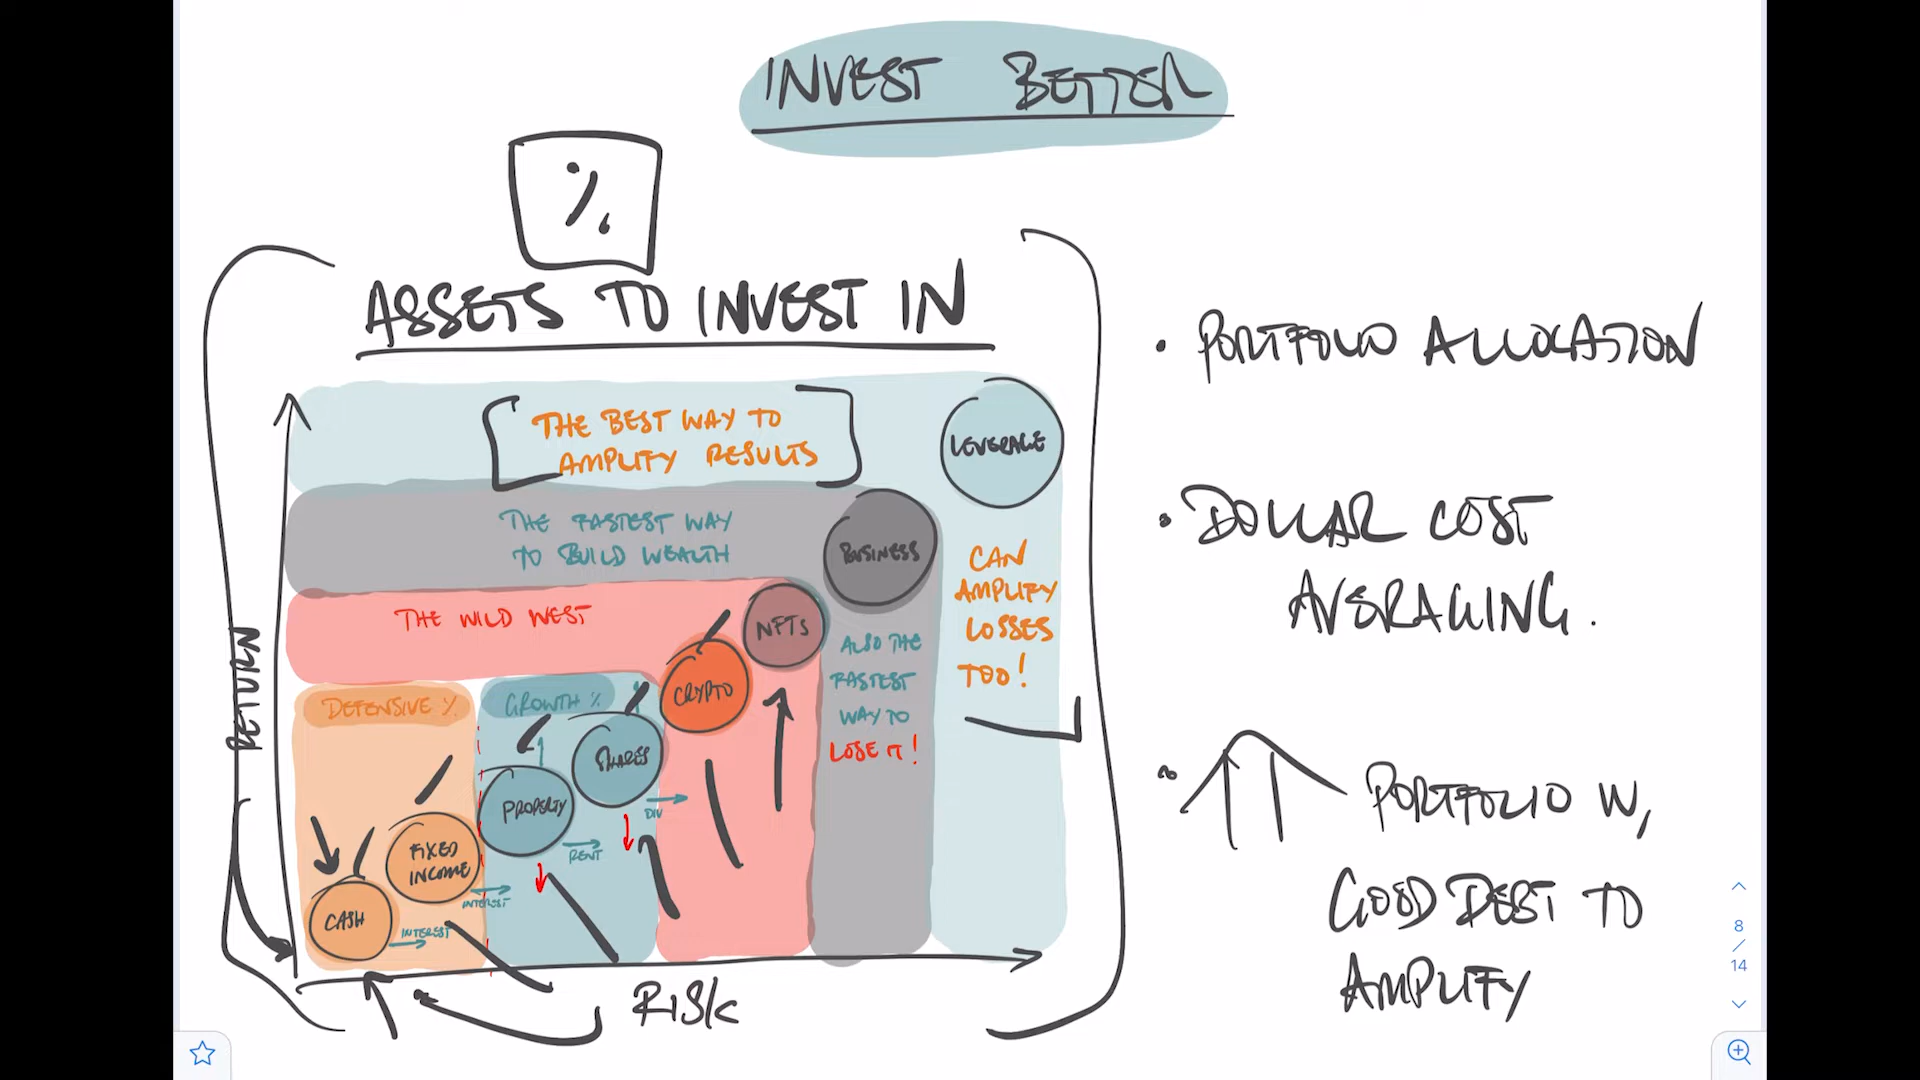 INVEST BETTER
%
ASSETS TO INVEST IN
THE BEST WAY TO
AMPLIFY RESULTS
LEVERAGE
THE FASTEST WAY
TO BUILD WEALTH
BUSINESS
CAN
AMPLIFY
LOSSES
TOO!
THE WILD WEST
NFTS
ALSO THE
FASTEST
WAY TO
LOSE IT!
CRYPTO
DEFENSIVE %
GROWTH %
SHARES
DIV
PROPERTY
RENT
FIXED
INCOME
INTEREST
CASH
INTEREST
RETURN
RISK
• PORTFOLIO ALLOCATION
• DOLLAR COST
AVERAGING.
• PORTFOLIO W/
GOOD DEBT TO
AMPLIFY
8
/
14